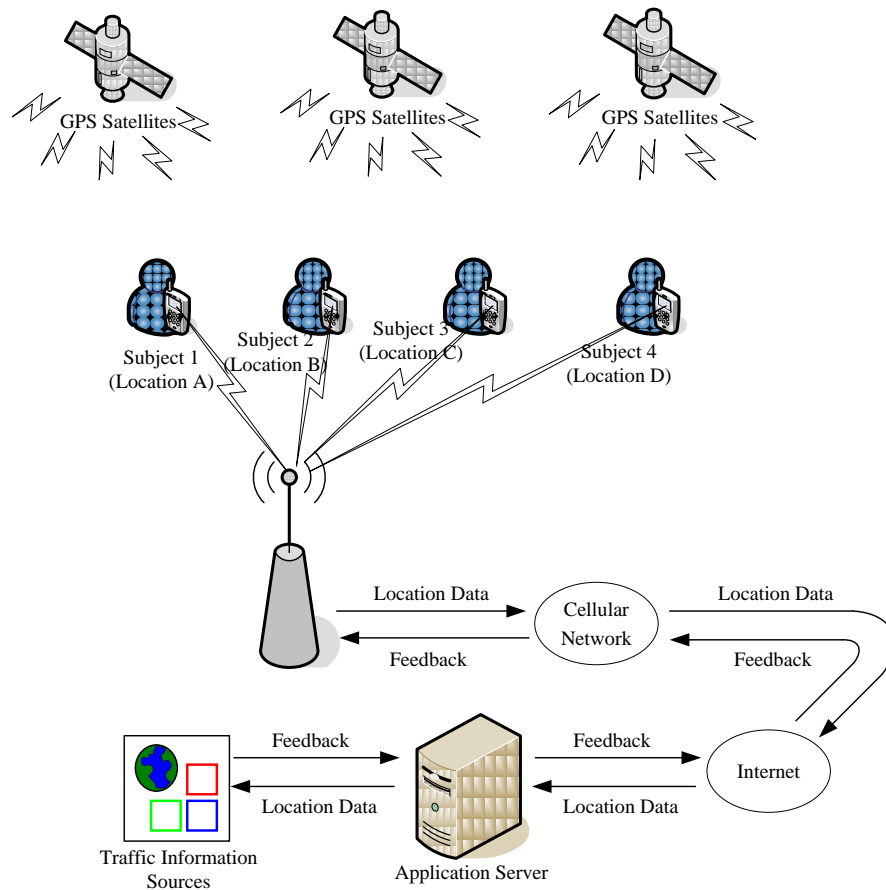 GPS Satellites
GPS Satellites
GPS Satellites
Subject 1
(Location A)
Subject 2
(Location B)
Subject 3
(Location C)
Subject 4
(Location D)
Location Data
Cellular
Network
Location Data
Feedback
Feedback
Feedback
Feedback
Internet
Location Data
Location Data
Traffic Information
Sources
Application Server